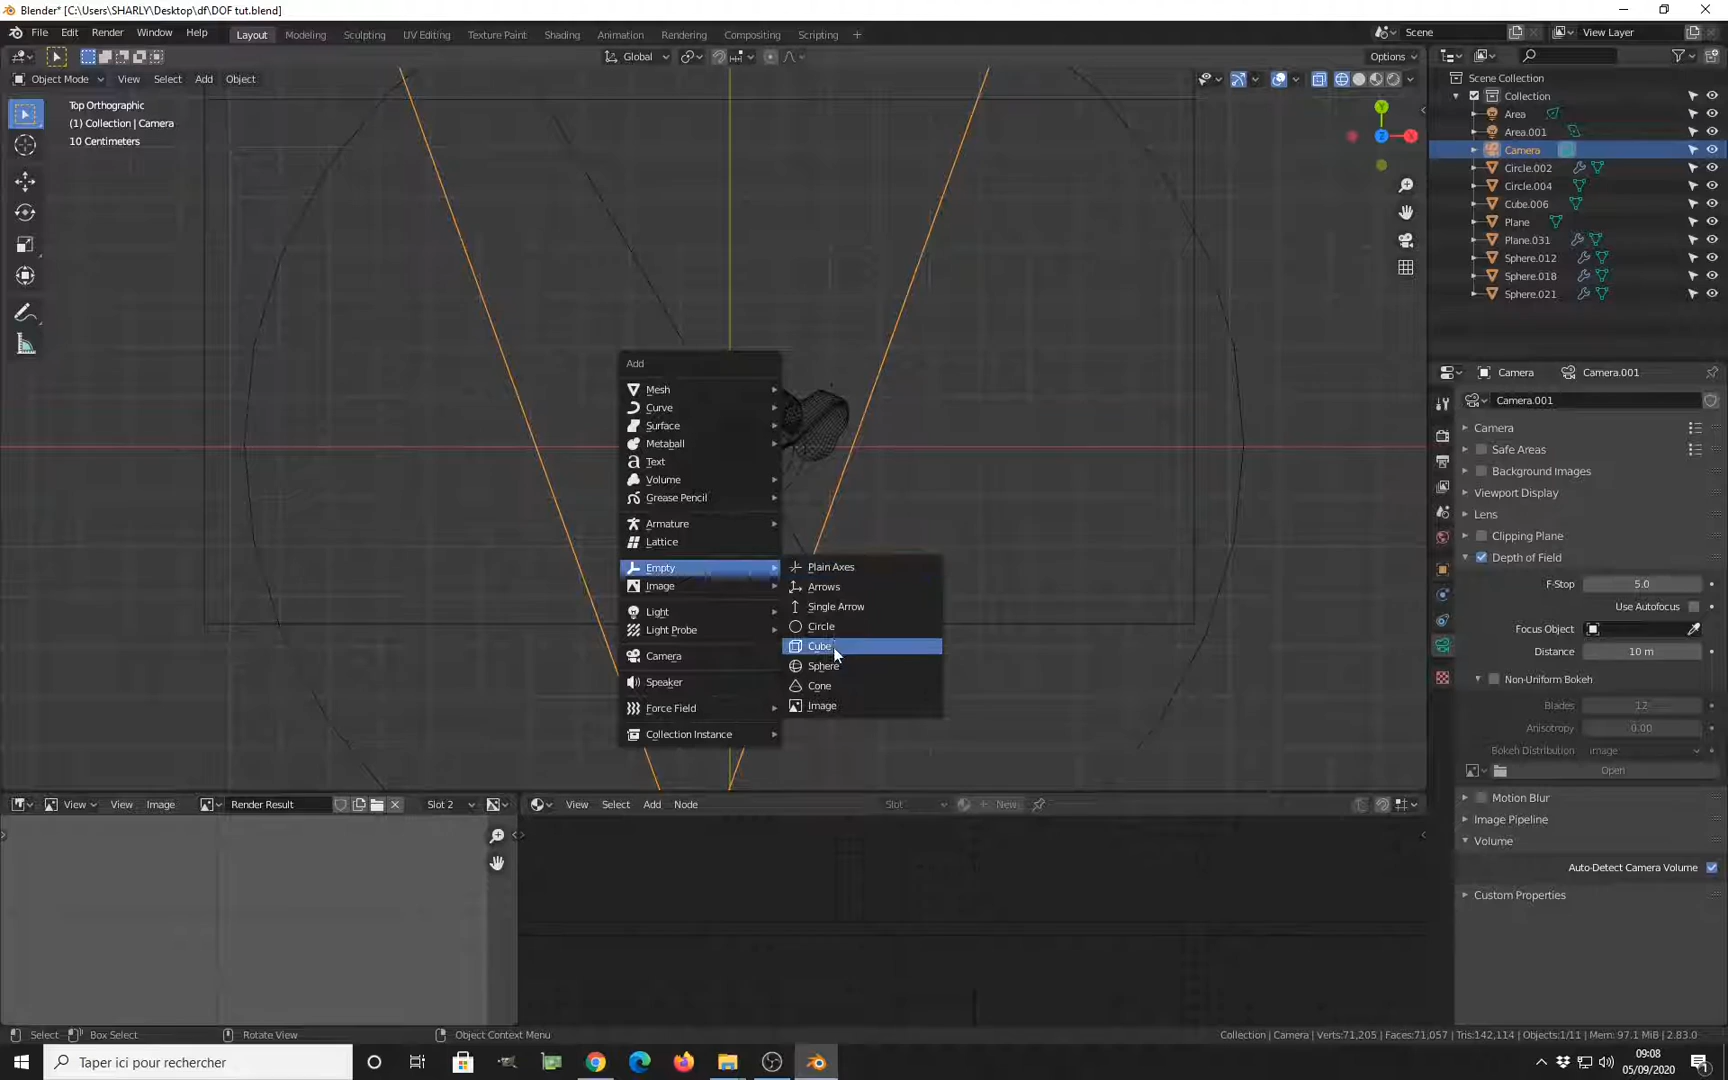 Blender* [C:\Users\SHARLY\Desktop\df\DOF tut.blend]
File Edit Render Window Help
Layout Modeling Sculpting UV Editing Texture Paint Shading Animation Rendering Compositing Scripting +
Scene
View Layer
Global
Options
Object Mode View Select Add Object
Top Orthographic
(1) Collection | Camera
10 Centimeters
Y
Z
X
Add
Mesh
Curve
Surface
Metaball
Text
Volume
Grease Pencil
Armature
Lattice
Empty
Image
Light
Light Probe
Camera
Speaker
Force Field
Collection Instance
Plain Axes
Arrows
Single Arrow
Circle
Cube
Sphere
Cone
Image
Scene Collection
Collection
Area
Area.001
Camera
Circle.002
Circle.004
Cube.006
Plane
Plane.031
Sphere.012
Sphere.018
Sphere.021
Camera Camera.001
Camera.001
Camera
Safe Areas
Background Images
Viewport Display
Lens
Clipping Plane
Depth of Field
F-Stop 5.0
Use Autofocus
Focus Object
Distance 10 m
Non-Uniform Bokeh
Blades 12
Anisotropy 0.00
Bokeh Distribution image
Open
Motion Blur
Image Pipeline
Volume
Auto-Detect Camera Volume
Custom Properties
View View Image Render Result Slot 2
View Select Add Node Slot New
Select Box Select Rotate View Object Context Menu
Collection | Camera | Verts:71,205 | Faces:71,057 | Tris:142,114 | Objects:1/11 | Mem: 97.1 MiB | 2.83.0
Taper ici pour rechercher
09:08
05/09/2020